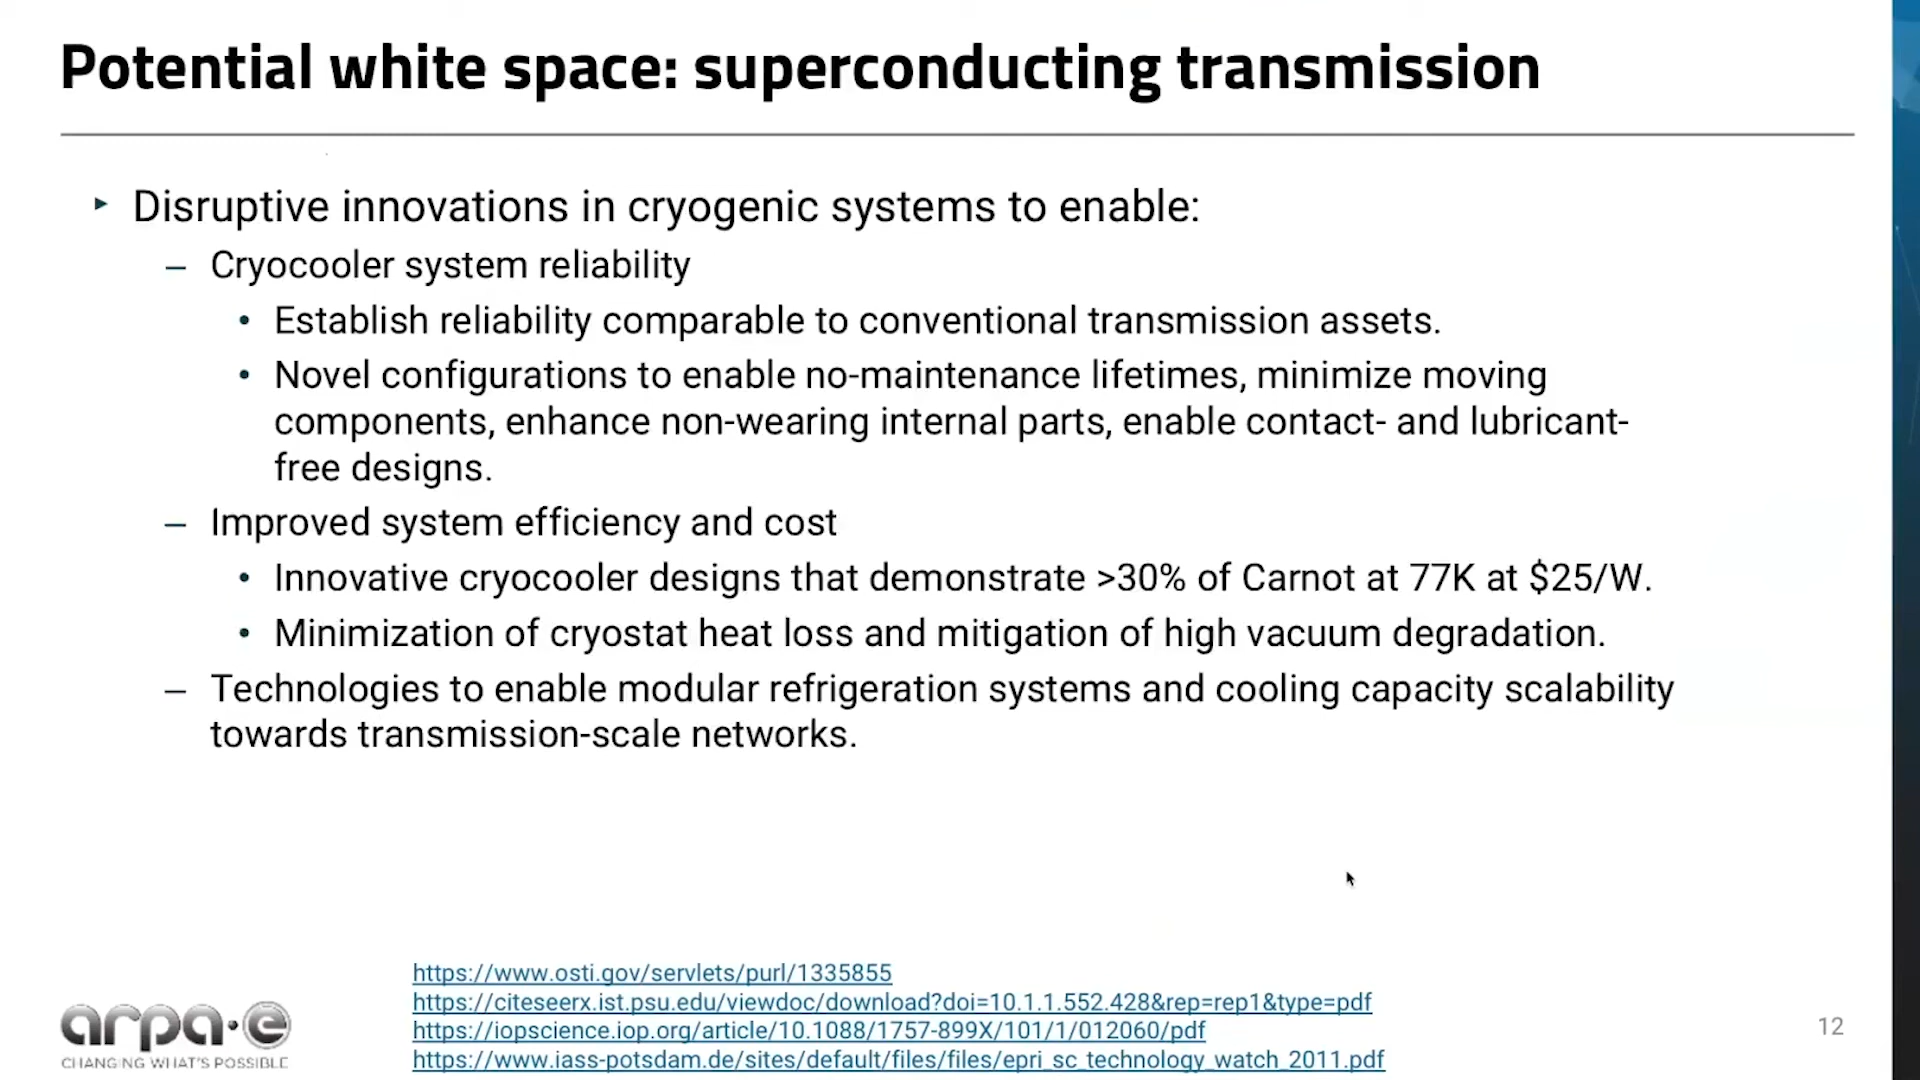 Potential white space: superconducting transmission
‣ Disruptive innovations in cryogenic systems to enable:
– Cryocooler system reliability
• Establish reliability comparable to conventional transmission assets.
• Novel configurations to enable no-maintenance lifetimes, minimize moving
components, enhance non-wearing internal parts, enable contact- and lubricant-
free designs.
– Improved system efficiency and cost
• Innovative cryocooler designs that demonstrate >30% of Carnot at 77K at $25/W.
• Minimization of cryostat heat loss and mitigation of high vacuum degradation.
– Technologies to enable modular refrigeration systems and cooling capacity scalability
towards transmission-scale networks.
https://www.osti.gov/servlets/purl/1335855
https://citeseerx.ist.psu.edu/viewdoc/download?doi=10.1.1.552.428&rep=rep1&type=pdf
https://iopscience.iop.org/article/10.1088/1757-899X/101/1/012060/pdf
https://www.iass-potsdam.de/sites/default/files/files/epri_sc_technology_watch_2011.pdf
arpa·e
CHANGING WHAT'S POSSIBLE
12